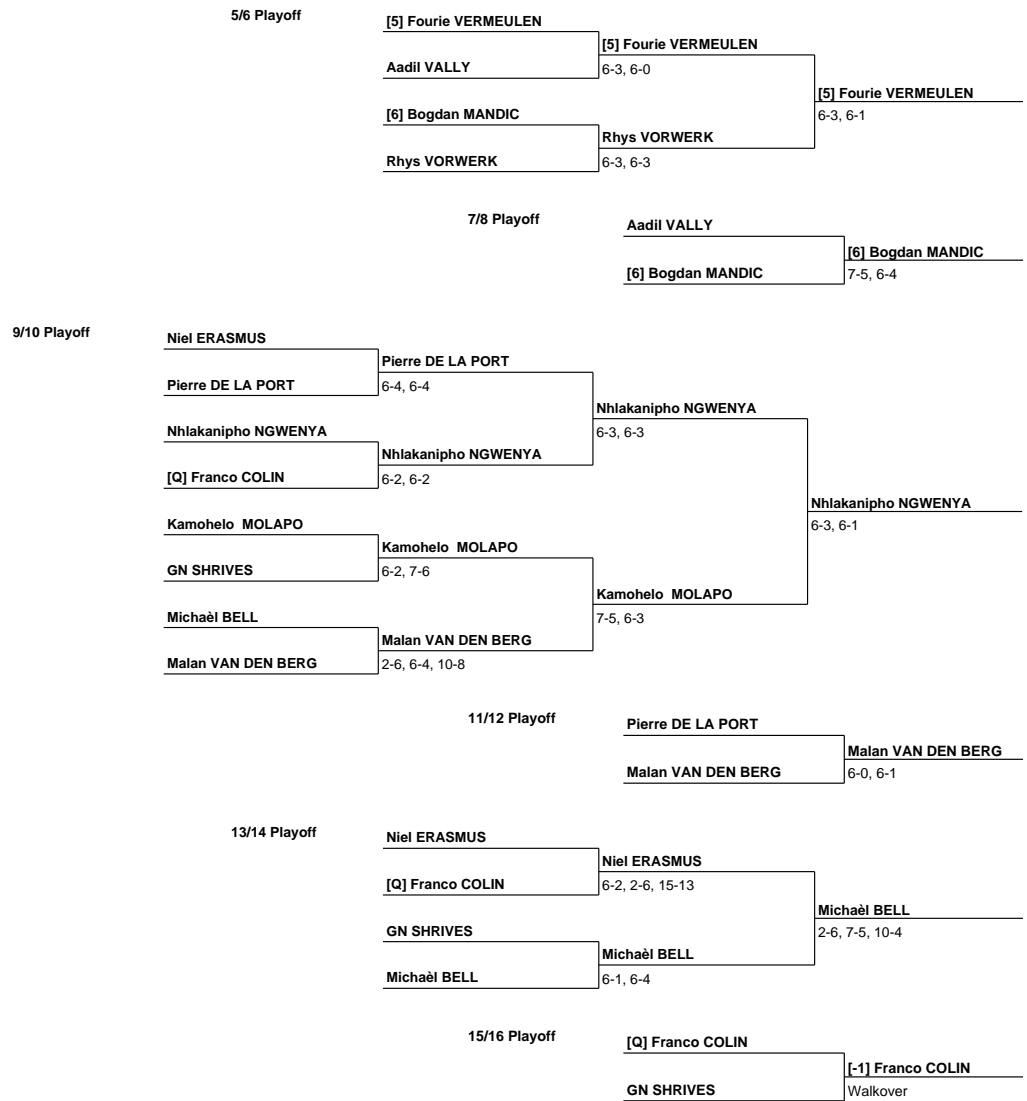 5/6 Playoff
[5] Fourie VERMEULEN
[5] Fourie VERMEULEN
Aadil VALLY
6-3, 6-0
[5] Fourie VERMEULEN
[6] Bogdan MANDIC
6-3, 6-1
Rhys VORWERK
Rhys VORWERK
6-3, 6-3
7/8 Playoff
Aadil VALLY
[6] Bogdan MANDIC
[6] Bogdan MANDIC
7-5, 6-4
9/10 Playoff
Niel ERASMUS
Pierre DE LA PORT
Pierre DE LA PORT
6-4, 6-4
Nhlakanipho NGWENYA
Nhlakanipho NGWENYA
6-3, 6-3
Nhlakanipho NGWENYA
[Q] Franco COLIN
6-2, 6-2
Nhlakanipho NGWENYA
Kamohelo  MOLAPO
6-3, 6-1
Kamohelo  MOLAPO
GN SHRIVES
6-2, 7-6
Kamohelo  MOLAPO
Michaèl BELL
7-5, 6-3
Malan VAN DEN BERG
Malan VAN DEN BERG
2-6, 6-4, 10-8
11/12 Playoff
Pierre DE LA PORT
Malan VAN DEN BERG
Malan VAN DEN BERG
6-0, 6-1
13/14 Playoff
Niel ERASMUS
Niel ERASMUS
[Q] Franco COLIN
6-2, 2-6, 15-13
Michaèl BELL
GN SHRIVES
2-6, 7-5, 10-4
Michaèl BELL
Michaèl BELL
6-1, 6-4
15/16 Playoff
[Q] Franco COLIN
[-1] Franco COLIN
GN SHRIVES
Walkover